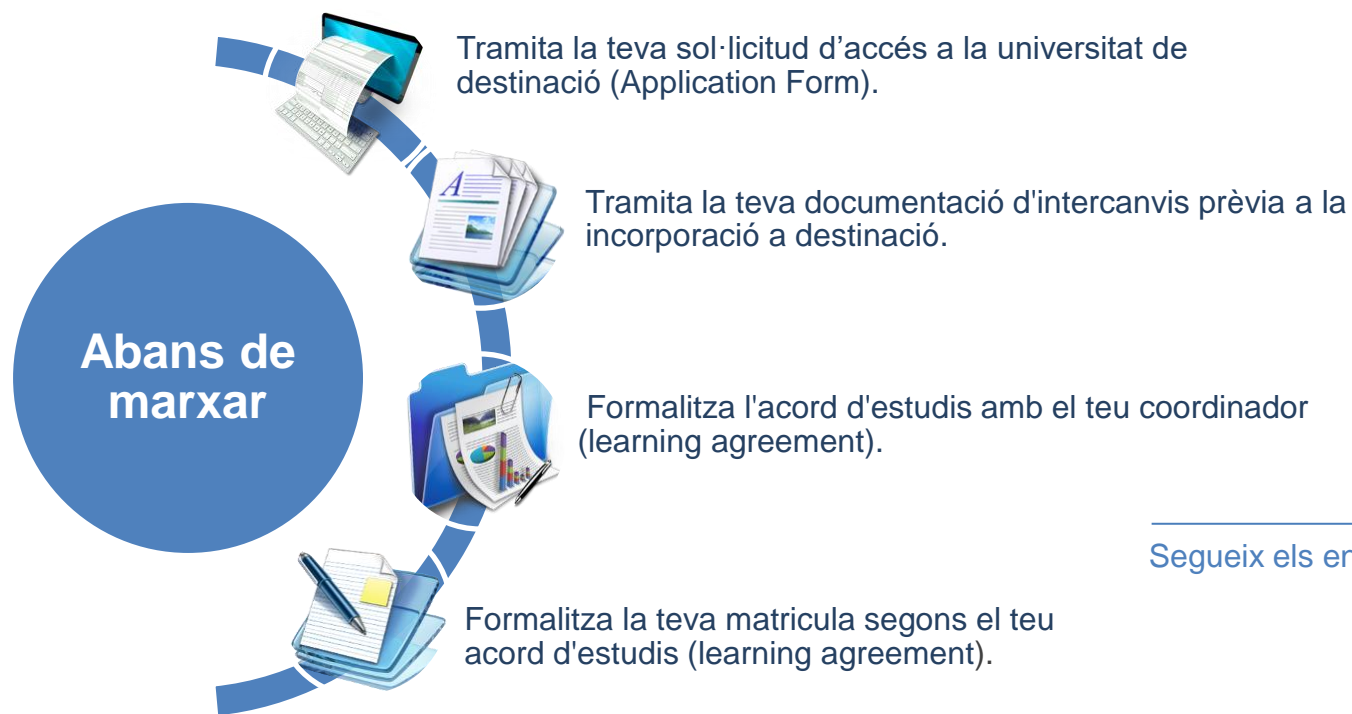 Tramita la teva sol·licitud d’accés a la universitat de
destinació (Application Form).
Tramita la teva documentació d'intercanvis prèvia a la
incorporació a destinació.
Abans de
marxar
Formalitza l'acord d'estudis amb el teu coordinador
(learning agreement).
Segueix els
Formalitza la teva matricula segons el teu
acord d'estudis (learning agreement).